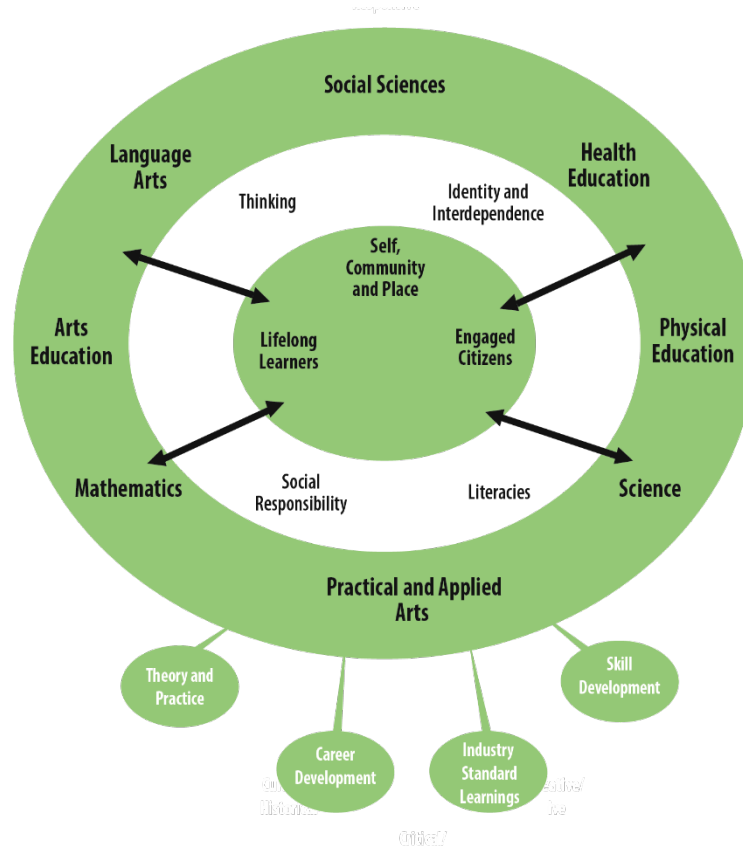 Social Sciences
Language
Arts
Health
Education
Thinking
Identity and
Interdependence
Self,
Community
and Place
Arts
Education
Lifelong
Learners
Engaged
Citizens
Physical
Education
Mathematics
Social
Responsibility
Literacies
Science
Practical and Applied
Arts
Theory and
Practice
Skill
Development
Career
Development
Industry
Standard
Learnings